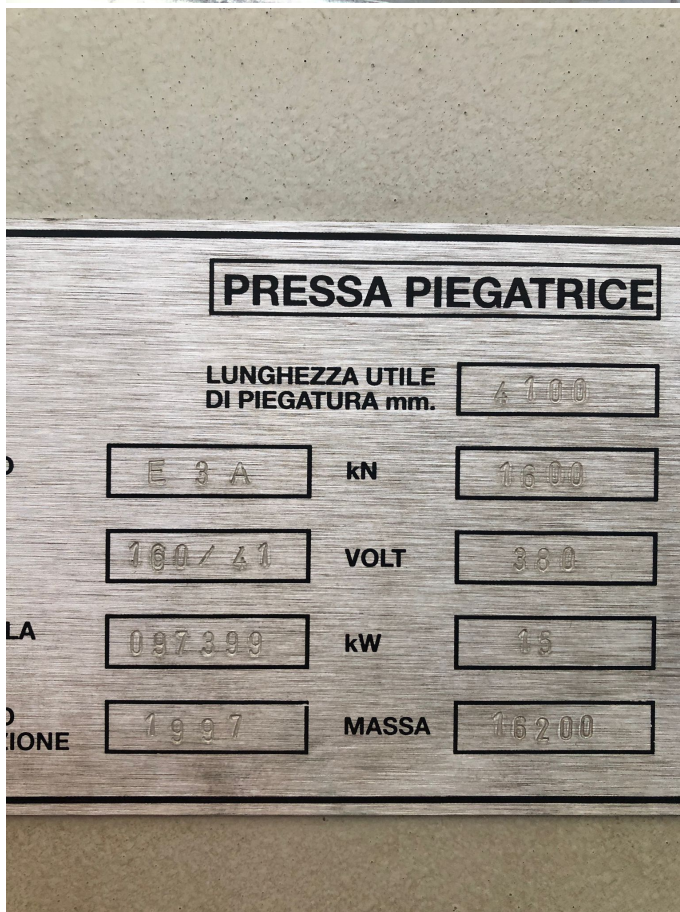 PRESSA PIEGATRICE
LUNGHEZZA UTILE
DI PIEGATURA mm. 4100
E 3 A kN 1600
160/41 VOLT 380
LA 097399 kW 15
1997 MASSA 16200
ZIONE